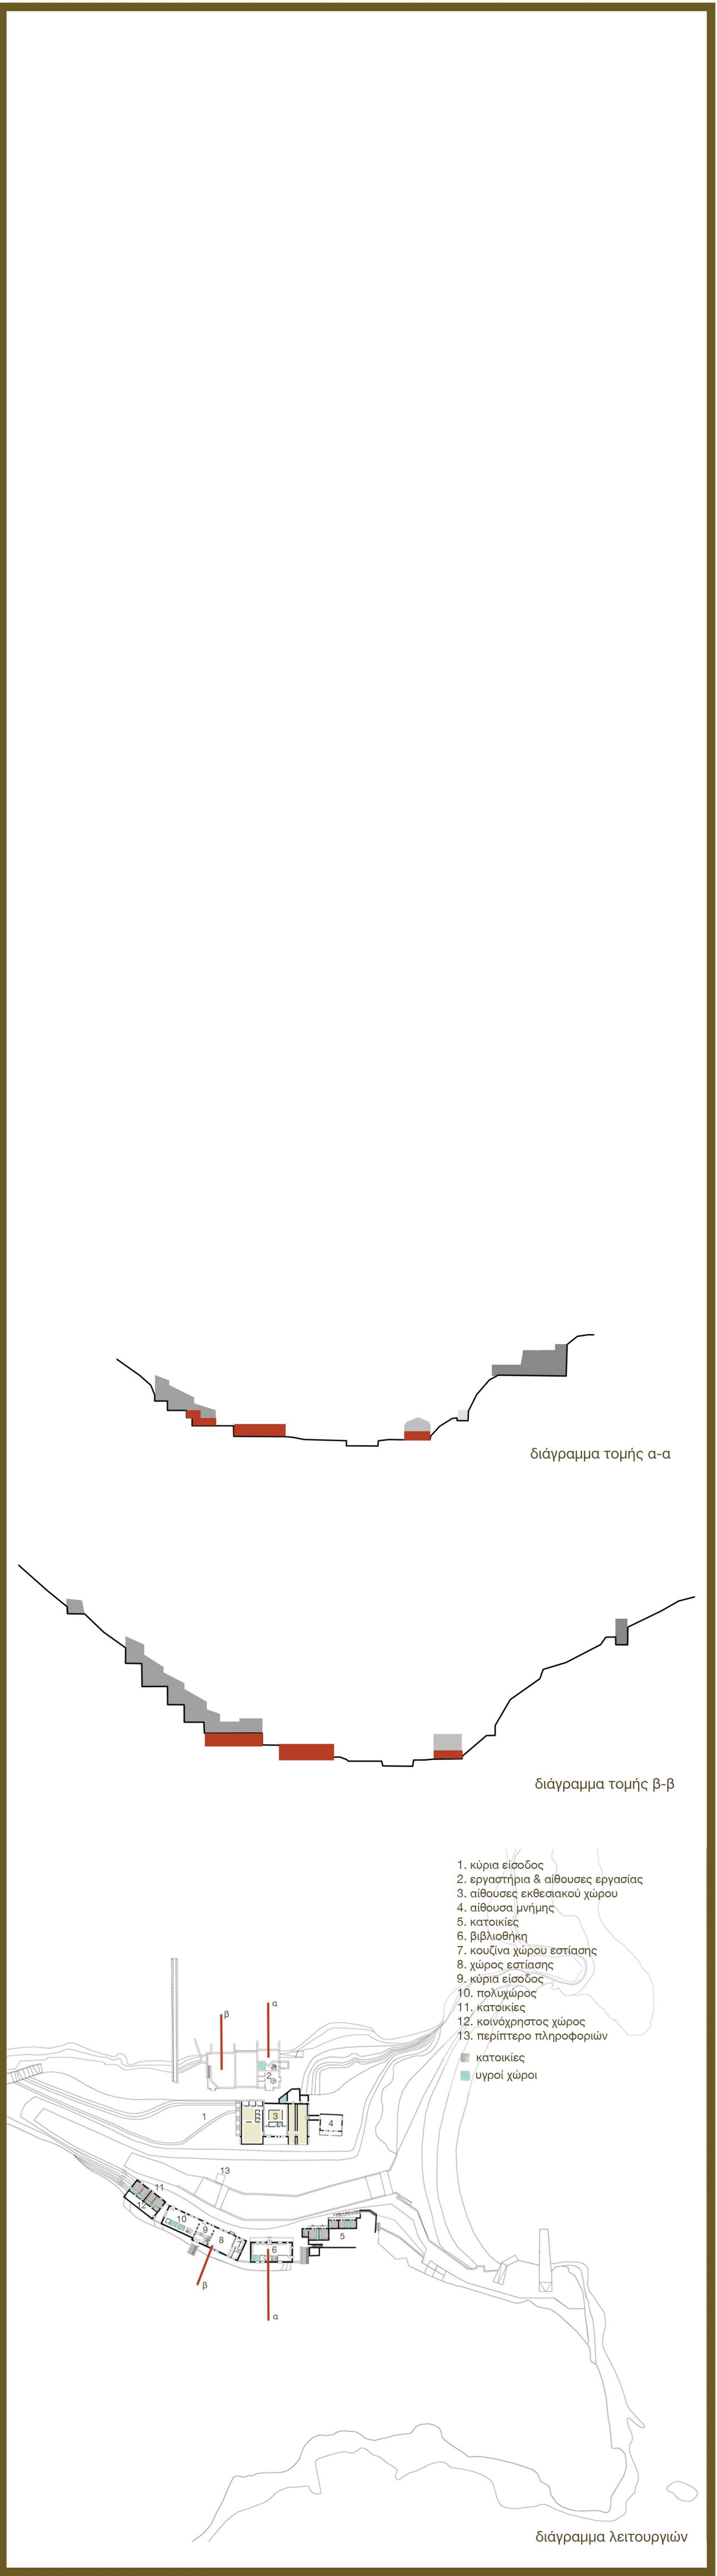 διάγραμμα τομής α-α
διάγραμμα τομής β-β
1. κύρια είσοδος
2. εργαστήρια & αίθουσες εργασίας
3. αίθουσες εκθεσιακού χώρου
4. αίθουσα μνήμης
5. κατοικίες
6. βιβλιοθήκη
7. κουζίνα χώρου εστίασης
8. χώρος εστίασης
9. κύρια είσοδος
10. πολυχώρος
11. κατοικίες
12. κοινόχρηστος χώρος
13. περίπτερο πληροφοριών
κατοικίες
υγροί χώροι
α
β
2
1
3
4
13
11
12
10
9
8
6
5
β
α
διάγραμμα λειτουργιών